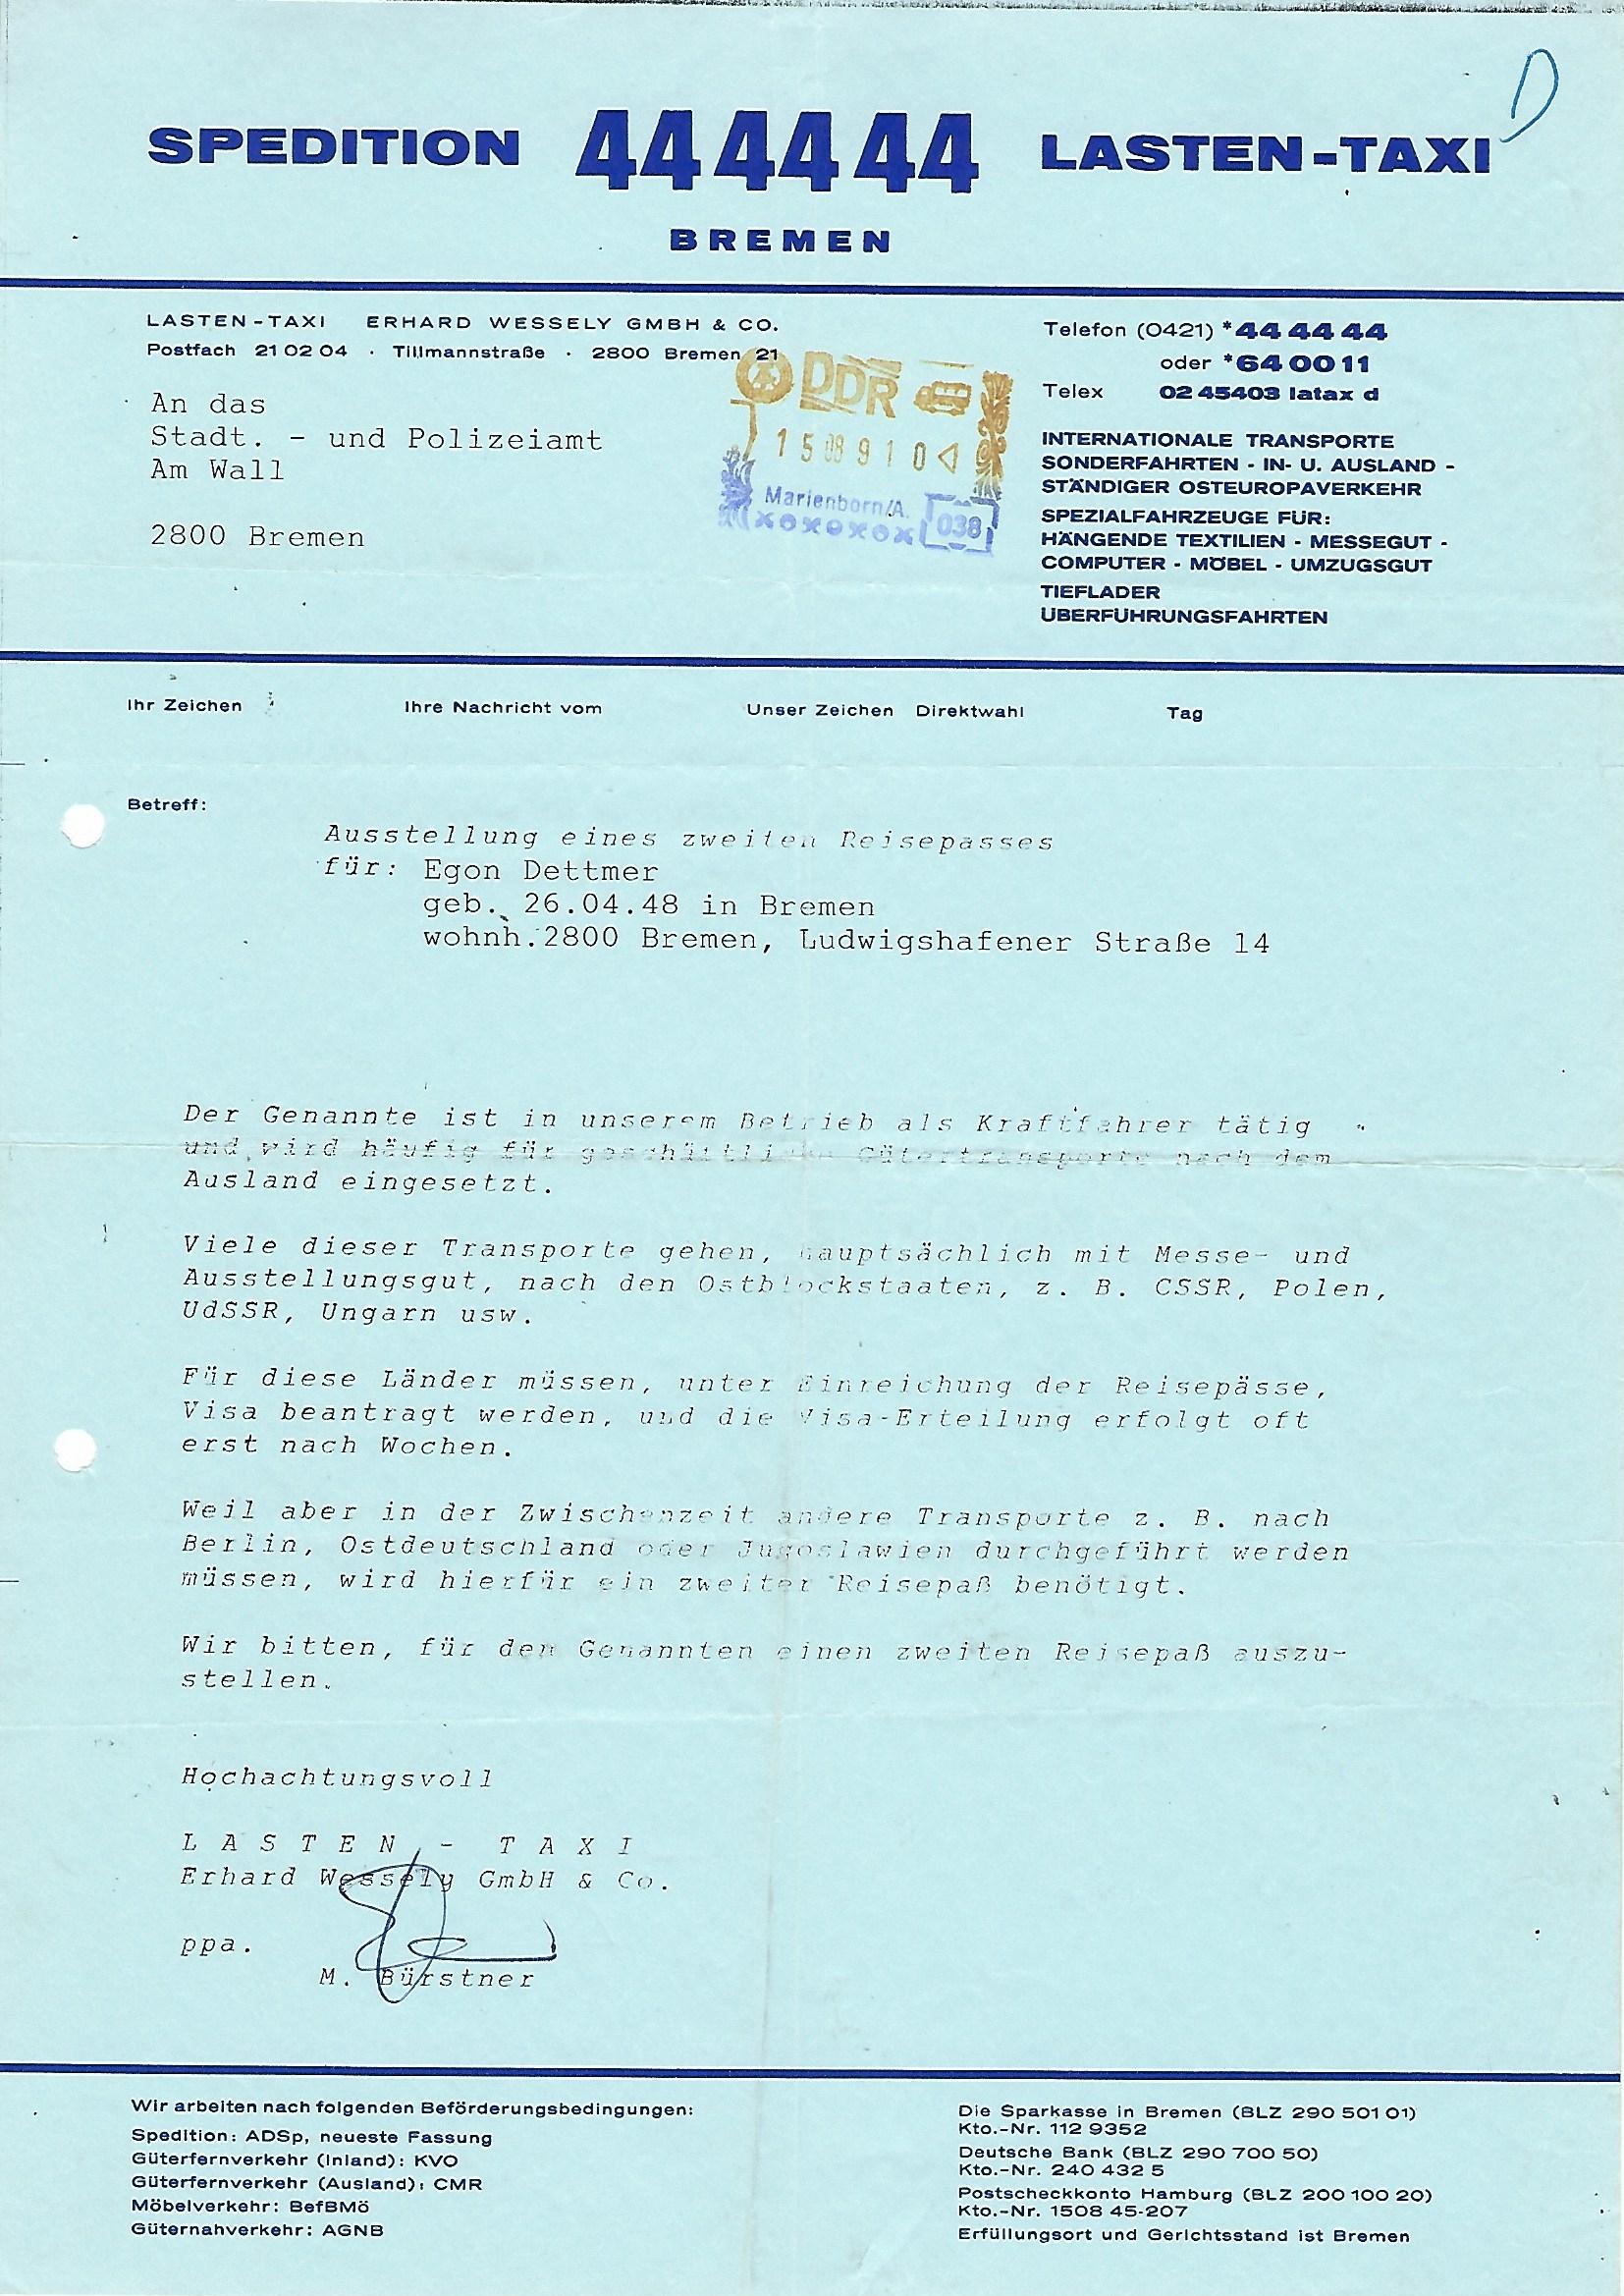 SPEDITION 44 44 44 LASTEN-TAXI
BREMEN
LASTEN-TAXI ERHARD WESSELY GMBH & CO.
Postfach 21 02 04 · Tillmannstraße · 2800 Bremen 21
An das
Stadt. - und Polizeiamt
Am Wall
2800 Bremen
DDR
15 08 91 0
Marienborn/A.
038
Telefon (0421) *44 44 44
oder *64 00 11
Telex 02 45403 latax d
INTERNATIONALE TRANSPORTE
SONDERFAHRTEN - IN- U. AUSLAND -
STÄNDIGER OSTEUROPAVERKEHR
SPEZIALFAHRZEUGE FÜR:
HÄNGENDE TEXTILIEN - MESSEGUT -
COMPUTER - MÖBEL - UMZUGSGUT
TIEFLADER
ÜBERFÜHRUNGSFAHRTEN
Ihr Zeichen Ihre Nachricht vom Unser Zeichen Direktwahl Tag
Betreff:
Ausstellung eines zweiten Reisepasses
für: Egon Dettmer
geb. 26.04.48 in Bremen
wohnh. 2800 Bremen, Ludwigshafener Straße 14
Der Genannte ist in unserem Betrieb als Kraftfahrer tätig
und wird häufig für geschäftliche Gütertransporte nach dem
Ausland eingesetzt.
Viele dieser Transporte gehen, hauptsächlich mit Messe- und
Ausstellungsgut, nach den Ostblockstaaten, z. B. CSSR, Polen,
UdSSR, Ungarn usw.
Für diese Länder müssen, unter Einreichung der Reisepässe,
Visa beantragt werden, und die Visa-Erteilung erfolgt oft
erst nach Wochen.
Weil aber in der Zwischenzeit andere Transporte z. B. nach
Berlin, Ostdeutschland oder Jugoslawien durchgeführt werden
müssen, wird hierfür ein zweiter Reisepaß benötigt.
Wir bitten, für den Genannten einen zweiten Reisepaß auszu-
stellen.
Hochachtungsvoll
L A S T E N - T A X I
Erhard Wessely GmbH & Co.
ppa.
M. Bürstner
Wir arbeiten nach folgenden Beförderungsbedingungen:
Spedition: ADSp, neueste Fassung
Güterfernverkehr (Inland): KVO
Güterfernverkehr (Ausland): CMR
Möbelverkehr: BefBMö
Güternahverkehr: AGNB
Die Sparkasse in Bremen (BLZ 290 501 01)
Kto.-Nr. 112 9352
Deutsche Bank (BLZ 290 700 50)
Kto.-Nr. 240 432 5
Postscheckkonto Hamburg (BLZ 200 100 20)
Kto.-Nr. 1508 45-207
Erfüllungsort und Gerichtsstand ist Bremen